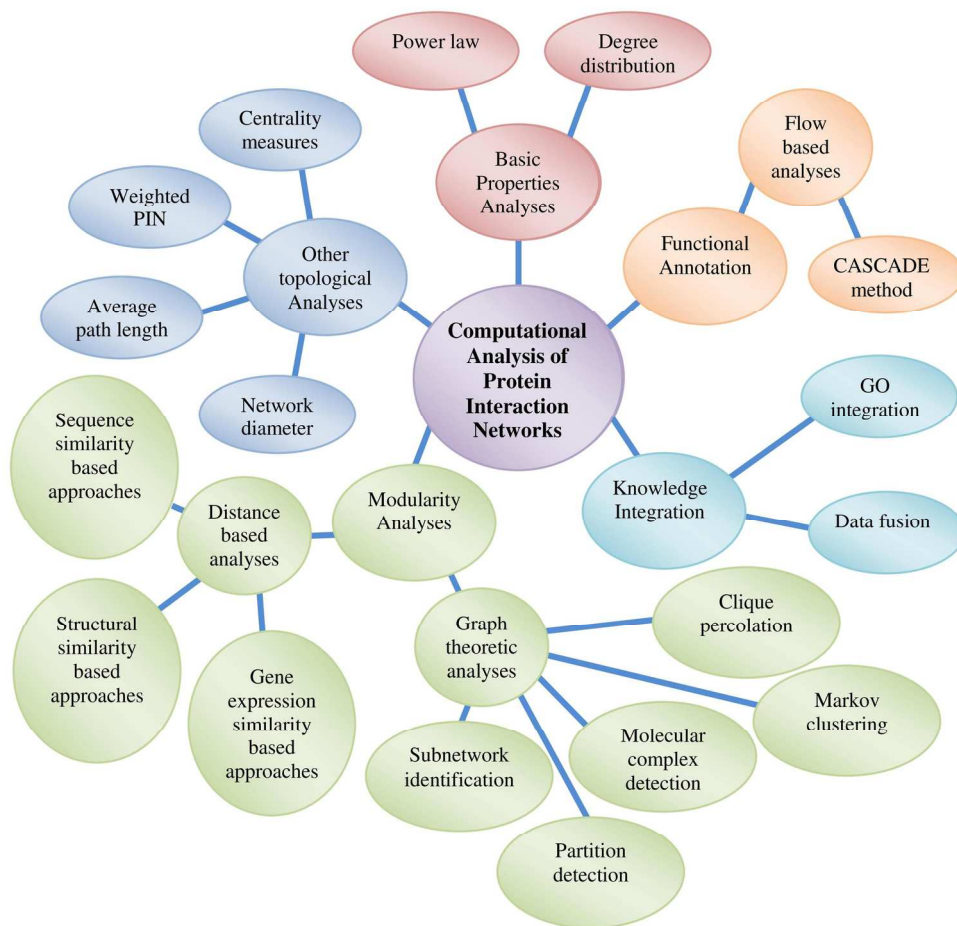 Power law
Degree
distribution
Centrality
measures
Flow
based
analyses
Basic
Properties
Analyses
Weighted
PIN
Other
topological
Analyses
Functional
Annotation
CASCADE
method
Average
path length
Computational
Analysis of
Protein
Interaction
Networks
Network
diameter
GO
integration
Sequence
similarity
based
approaches
Modularity
Analyses
Knowledge
Integration
Data fusion
Distance
based
analyses
Structural
similarity
based
approaches
Graph
theoretic
analyses
Clique
percolation
Gene
expression
similarity
based
approaches
Markov
clustering
Subnetwork
identification
Molecular
complex
detection
Partition
detection